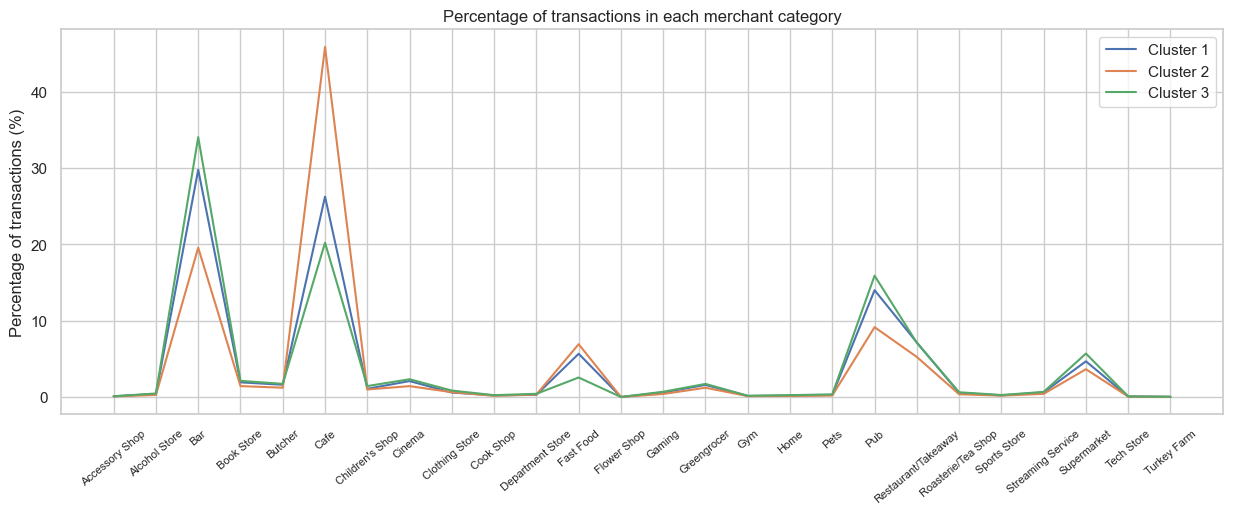 Percentage of transactions in each merchant category
Cluster 1
Cluster 2
Cluster 3
Percentage of transactions (%)
40
30
20
10
0
Accessory Shop
Alcohol Store
Bar
Book Store
Butcher
Cafe
Children's Shop
Cinema
Clothing Store
Cook Shop
Department Store
Fast Food
Flower Shop
Gaming
Greengrocer
Gym
Home
Pets
Pub
Restaurant/Takeaway
Roasterie/Tea Shop
Sports Store
Streaming Service
Supermarket
Tech Store
Turkey Farm